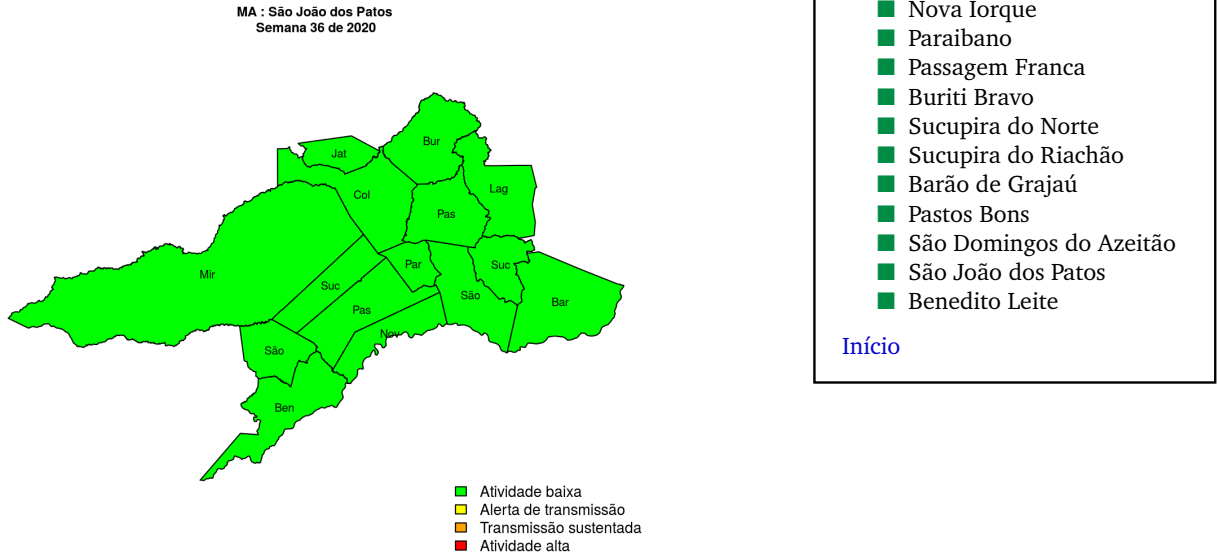 MA : São João dos Patos
Semana 36 de 2020
Bur
Jat
Lag
Col
Pas
Mir
Par
Suc
Suc
São
Bar
Pas
Nov
São
Ben
Atividade baixa
Alerta de transmissão
Transmissão sustentada
Atividade alta
Nova Iorque
Paraibano
Passagem Franca
Buriti Bravo
Sucupira do Norte
Sucupira do Riachão
Barão de Grajaú
Pastos Bons
São Domingos do Azeitão
São João dos Patos
Benedito Leite
Início